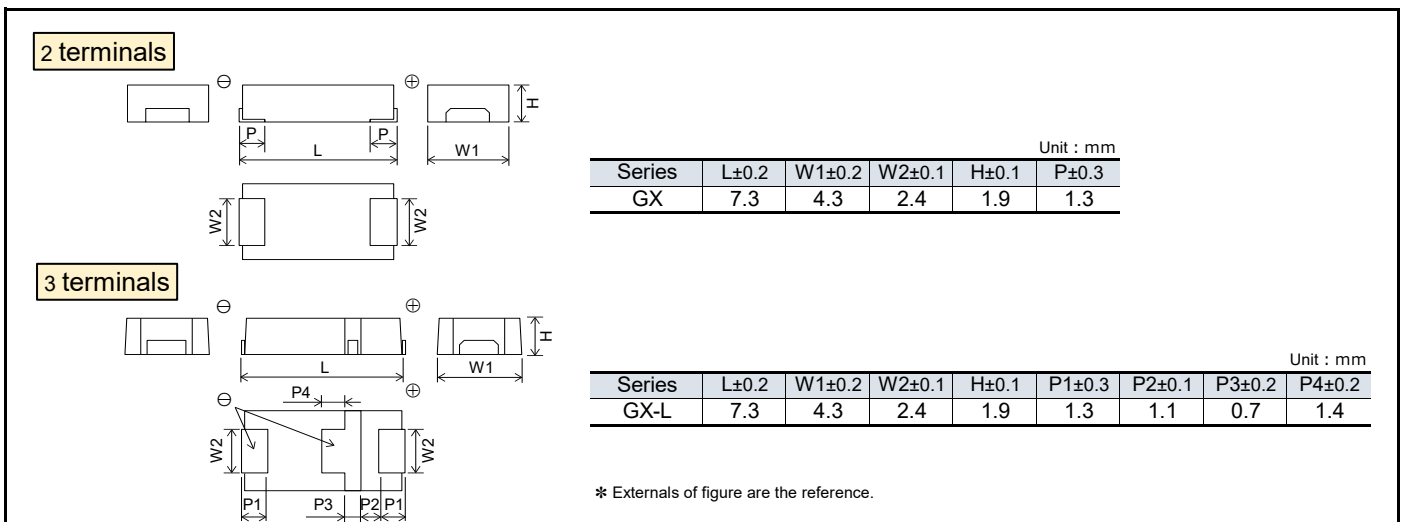 2 terminals
⊖ ⊕
H
P P
L W1
Unit : mm
Series L±0.2 W1±0.2 W2±0.1 H±0.1 P±0.3
GX 7.3 4.3 2.4 1.9 1.3
W2 W2
3 terminals
⊖ ⊕
H
L W1
Unit : mm
Series L±0.2 W1±0.2 W2±0.1 H±0.1 P1±0.3 P2±0.1 P3±0.2 P4±0.2
GX-L 7.3 4.3 2.4 1.9 1.3 1.1 0.7 1.4
⊖ P4 ⊕
W2 W2
P1 P3 P2 P1
✻ Externals of figure are the reference.